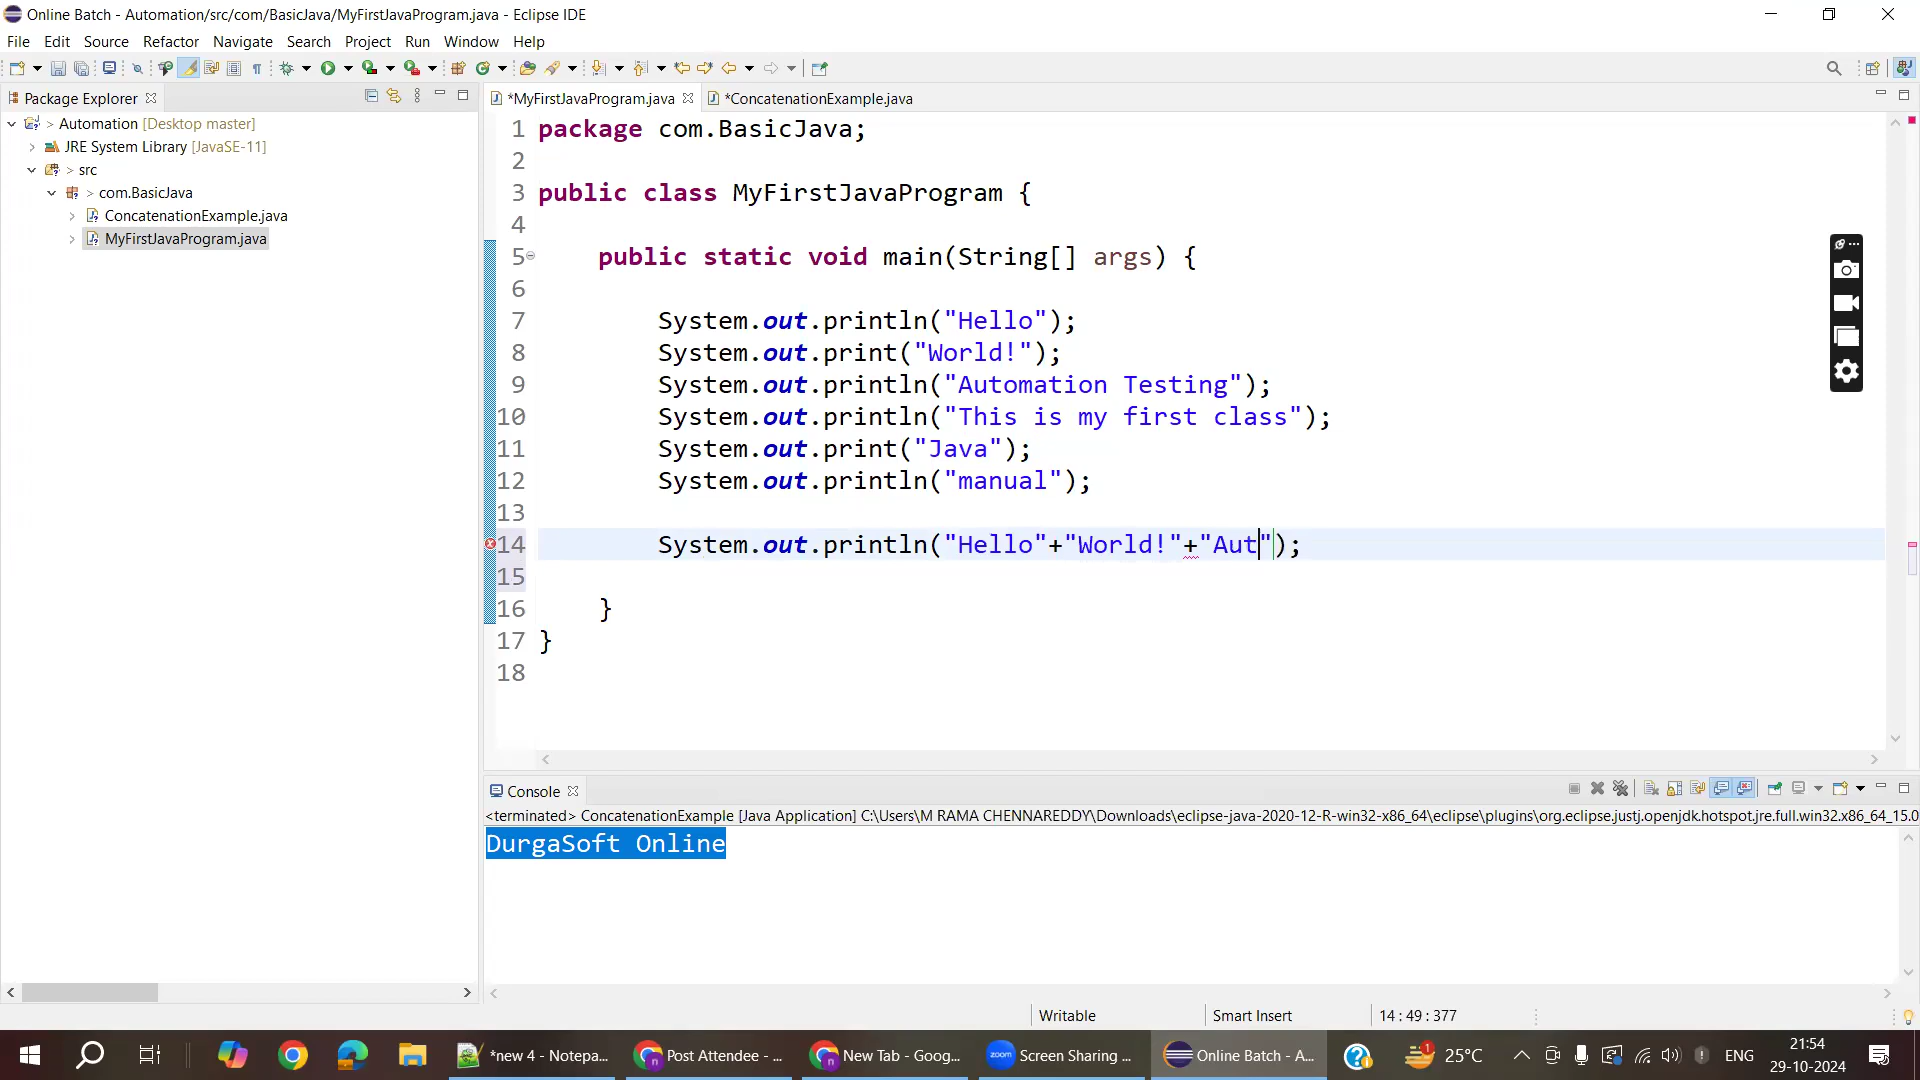 Online Batch - Automation/src/com/BasicJava/MyFirstJavaProgram.java - Eclipse IDE
File Edit Source Refactor Navigate Search Project Run Window Help
Package Explorer
*MyFirstJavaProgram.java
*ConcatenationExample.java
> Automation [Desktop master]
JRE System Library [JavaSE-11]
> src
> com.BasicJava
ConcatenationExample.java
MyFirstJavaProgram.java
1 package com.BasicJava;
2
3 public class MyFirstJavaProgram {
4
5 public static void main(String[] args) {
6
7 System.out.println("Hello");
8 System.out.print("World!");
9 System.out.println("Automation Testing");
10 System.out.println("This is my first class");
11 System.out.print("Java");
12 System.out.println("manual");
13
14 System.out.println("Hello"+"World!"+"Aut");
15
16 }
17 }
18
Console
<terminated> ConcatenationExample [Java Application] C:\Users\M RAMA CHENNAREDDY\Downloads\eclipse-java-2020-12-R-win32-x86_64\eclipse\plugins\org.eclipse.justj.openjdk.hotspot.jre.full.win32.x86_64_15.0
DurgaSoft Online
Writable Smart Insert 14 : 49 : 377
*new 4 - Notepa...
Post Attendee - ...
New Tab - Goog...
zoom
Screen Sharing ...
Online Batch - A...
1
25°C
ENG
21:54
29-10-2024